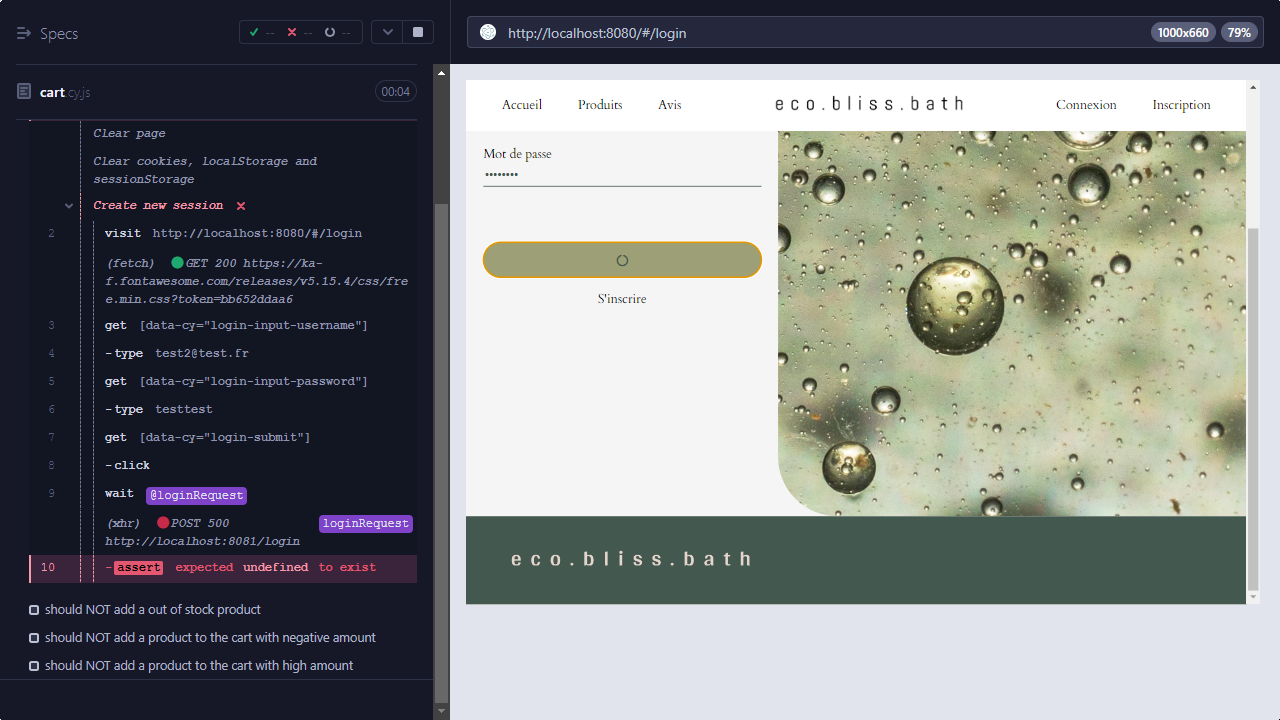 Specs
--
--
--
http://localhost:8080/#/login
1000x660
79%
cart.cy.js
00:04
Clear page
Clear cookies, localStorage and
sessionStorage
Create new session
2 visit http://localhost:8080/#/login
(fetch) GET 200 https://ka-
f.fontawesome.com/releases/v5.15.4/css/fre
e.min.css?token=bb652ddaa6
3 get [data-cy="login-input-username"]
4 -type test2@test.fr
5 get [data-cy="login-input-password"]
6 -type testtest
7 get [data-cy="login-submit"]
8 -click
9 wait @loginRequest
(xhr) POST 500 loginRequest
http://localhost:8081/login
10 -assert expected undefined to exist
should NOT add a out of stock product
should NOT add a product to the cart with negative amount
should NOT add a product to the cart with high amount
Accueil Produits Avis eco.bliss.bath Connexion Inscription
Mot de passe
••••••••
S'inscrire
eco.bliss.bath